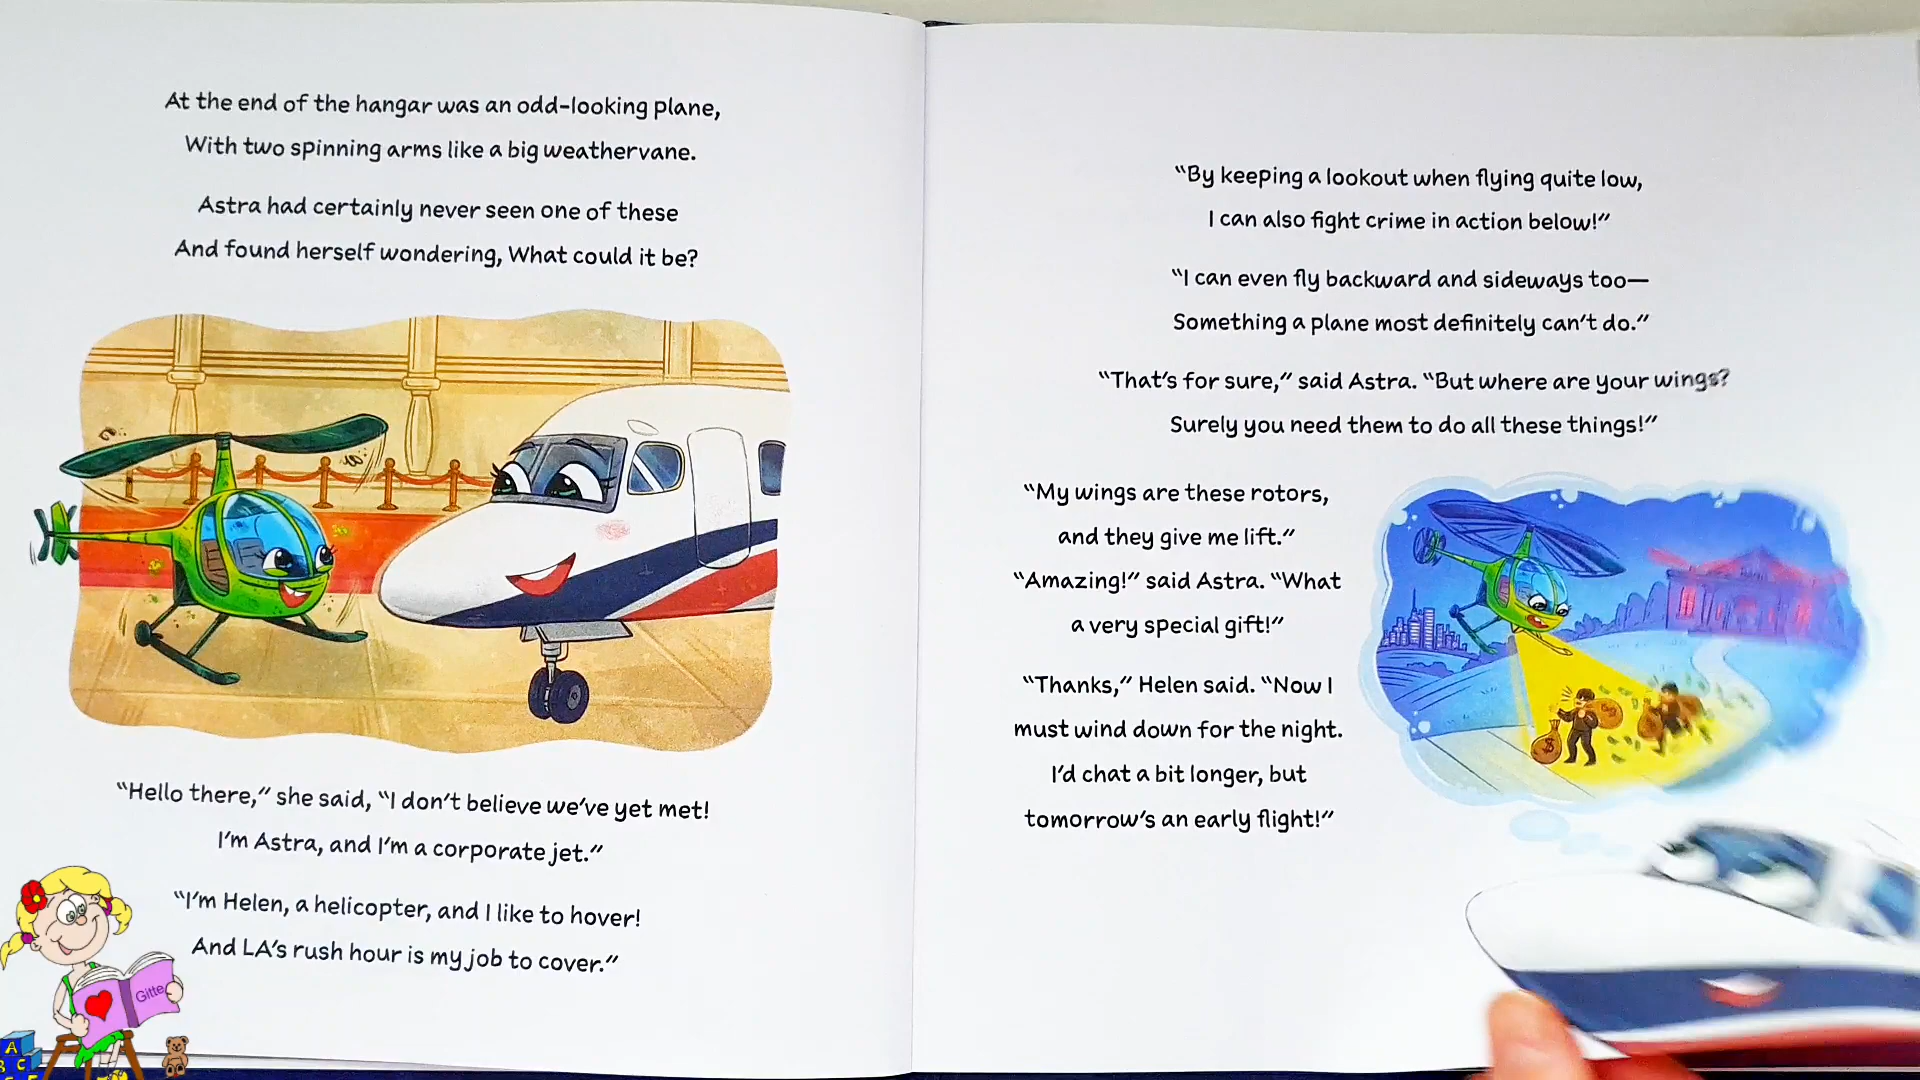 At the end of the hangar was an odd-looking plane,
With two spinning arms like a big weathervane.
Astra had certainly never seen one of these
And found herself wondering, What could it be?
“Hello there,” she said, “I don’t believe we’ve yet met!
I’m Astra, and I’m a corporate jet.”
“I’m Helen, a helicopter, and I like to hover!
And LA’s rush hour is my job to cover.”
Gitte
A
B C
“By keeping a lookout when flying quite low,
I can also fight crime in action below!”
“I can even fly backward and sideways too—
Something a plane most definitely can’t do.”
“That’s for sure,” said Astra. “But where are your wings?
Surely you need them to do all these things!”
“My wings are these rotors,
and they give me lift.”
“Amazing!” said Astra. “What
a very special gift!”
“Thanks,” Helen said. “Now I
must wind down for the night.
I’d chat a bit longer, but
tomorrow’s an early flight!”
$